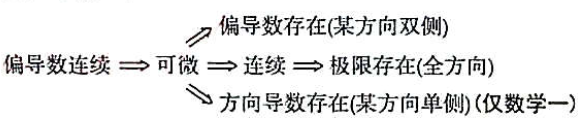 偏导数存在(某方向双侧)
偏导数连续 ⟹ 可微 ⟹ 连续 ⟹ 极限存在(全方向)
方向导数存在(某方向单侧)(仅数学一)